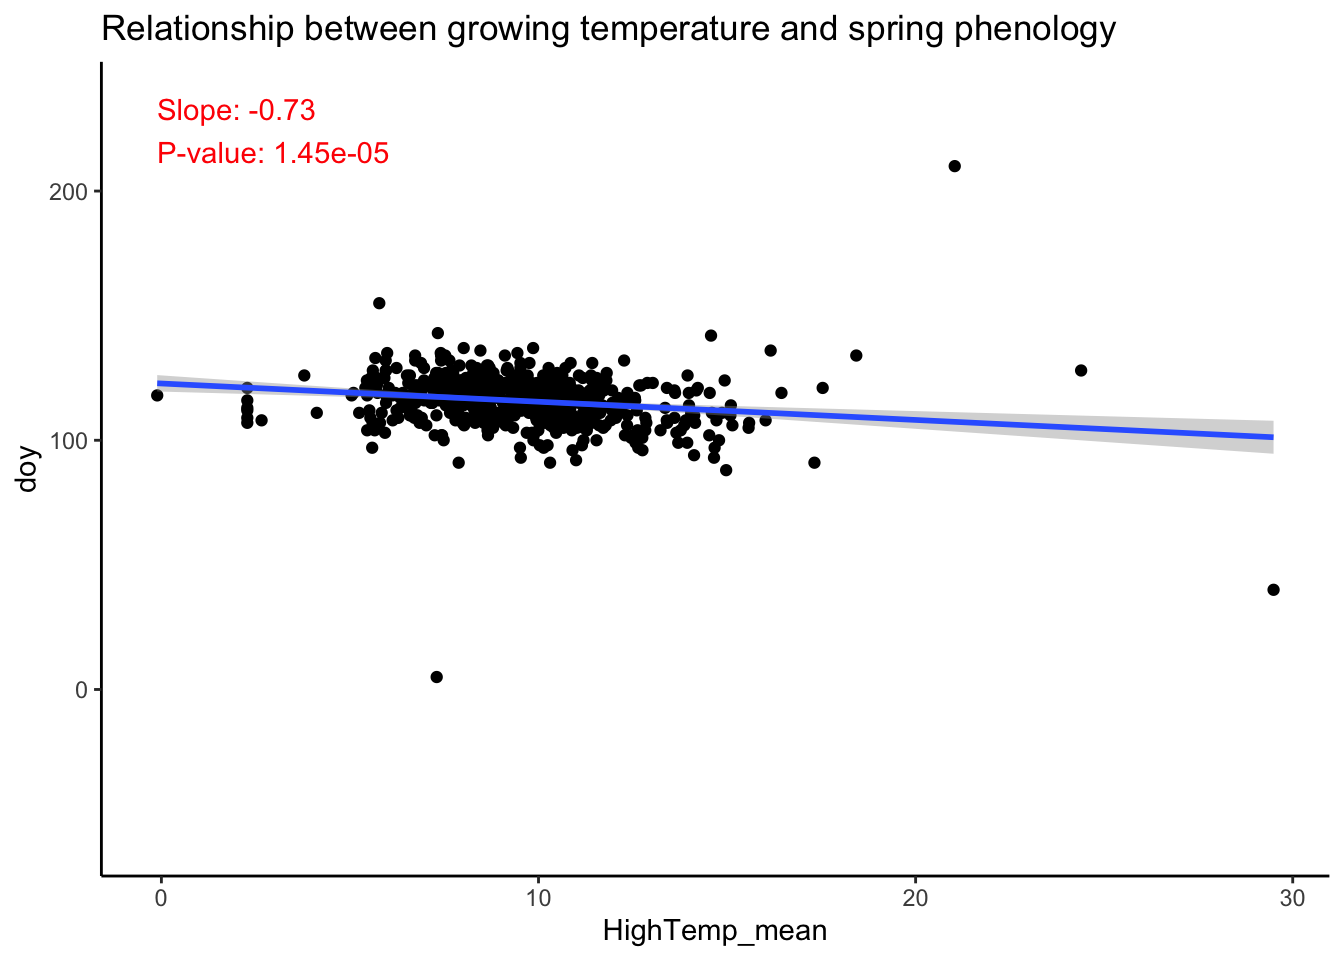 Relationship between growing temperature and spring phenology
Slope: -0.73
P-value: 1.45e-05
200
100
0
doy
0 10 20 30
HighTemp_mean